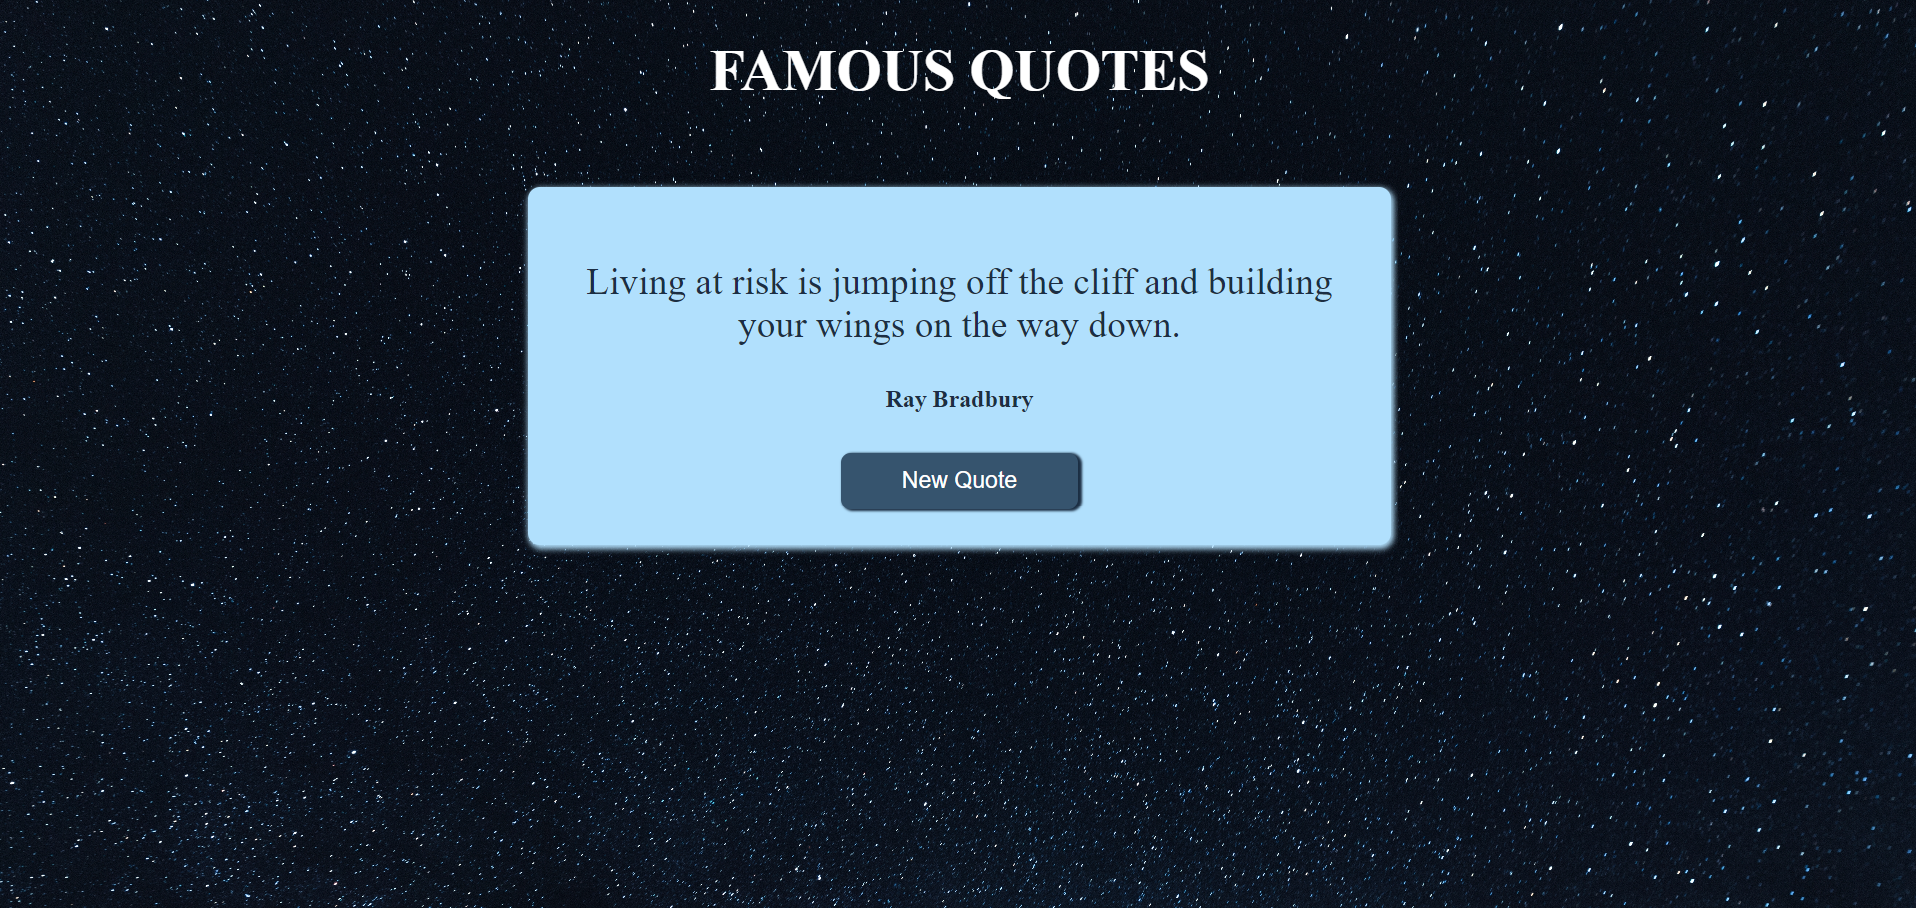 FAMOUS QUOTES
Living at risk is jumping off the cliff and building
your wings on the way down.
Ray Bradbury
New Quote